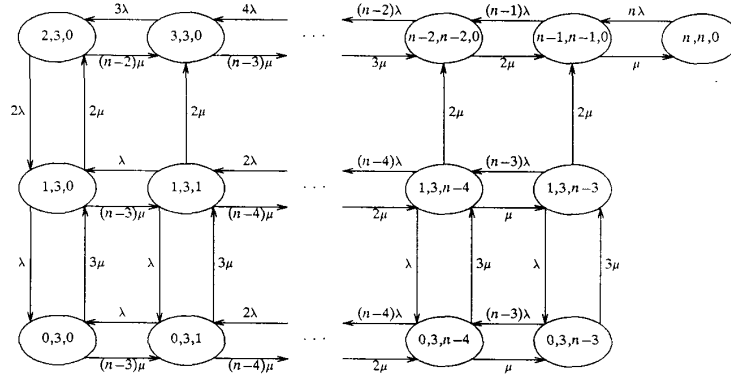 3λ 4λ (n−2)λ (n−1)λ nλ
2,3,0 3,3,0 ... n−2,n−2,0 n−1,n−1,0 n,n,0
(n−2)μ (n−3)μ 3μ 2μ μ
2λ 2μ 2μ 2μ 2μ
λ 2λ (n−4)λ (n−3)λ
1,3,0 1,3,1 ... 1,3,n−4 1,3,n−3
(n−3)μ (n−4)μ 2μ μ
λ 3μ λ 3μ λ 3μ λ 3μ
λ 2λ (n−4)λ (n−3)λ
0,3,0 0,3,1 ... 0,3,n−4 0,3,n−3
(n−3)μ (n−4)μ 2μ μ